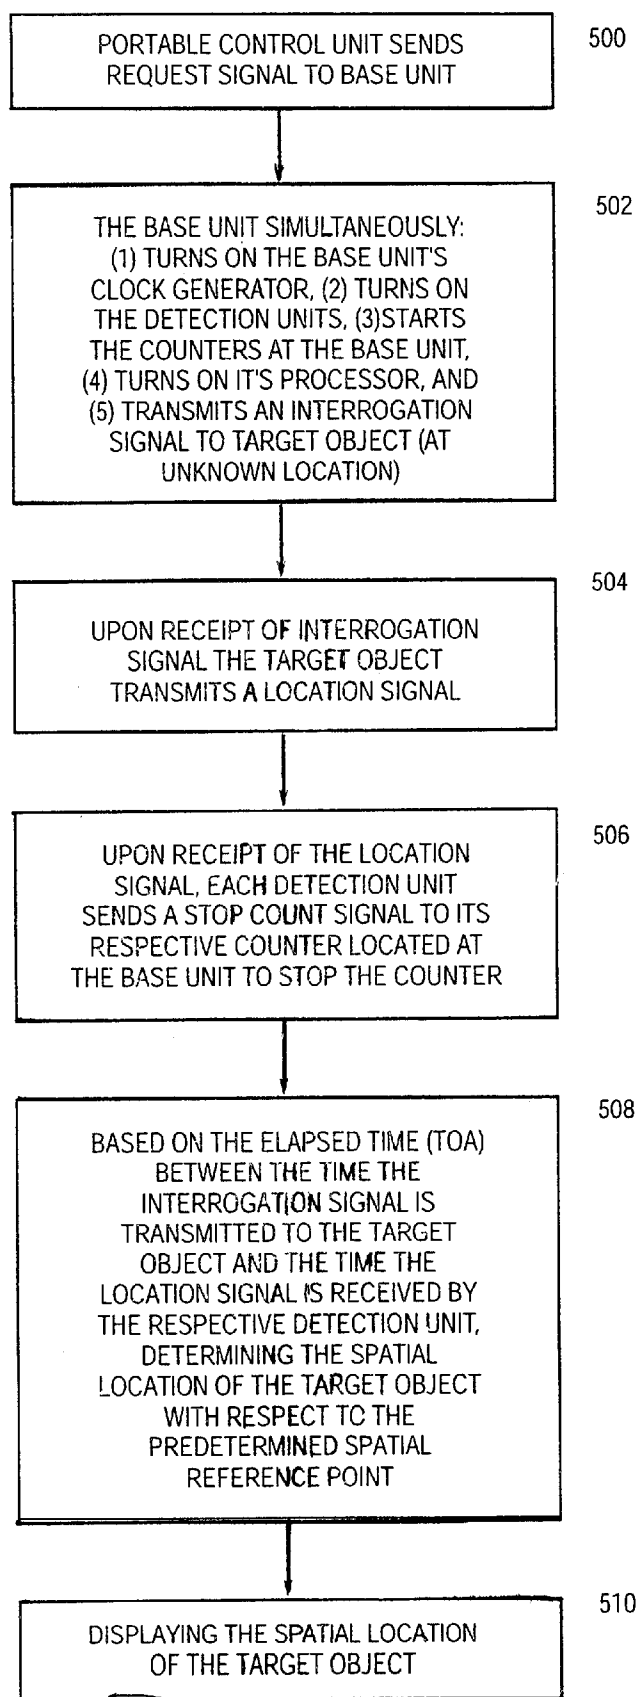 PORTABLE CONTROL UNIT SENDS
REQUEST SIGNAL TO BASE UNIT
500
THE BASE UNIT SIMULTANEOUSLY:
(1) TURNS ON THE BASE UNIT'S
CLOCK GENERATOR, (2) TURNS ON
THE DETECTION UNITS, (3)STARTS
THE COUNTERS AT THE BASE UNIT,
(4) TURNS ON IT'S PROCESSOR, AND
(5) TRANSMITS AN INTERROGATION
SIGNAL TO TARGET OBJECT (AT
UNKNOWN LOCATION)
502
UPON RECEIPT OF INTERROGATION
SIGNAL THE TARGET OBJECT
TRANSMITS A LOCATION SIGNAL
504
UPON RECEIPT OF THE LOCATION
SIGNAL, EACH DETECTION UNIT
SENDS A STOP COUNT SIGNAL TO ITS
RESPECTIVE COUNTER LOCATED AT
THE BASE UNIT TO STOP THE COUNTER
506
BASED ON THE ELAPSED TIME (TOA)
BETWEEN THE TIME THE
INTERROGATION SIGNAL IS
TRANSMITTED TO THE TARGET
OBJECT AND THE TIME THE
LOCATION SIGNAL IS RECEIVED BY
THE RESPECTIVE DETECTION UNIT,
DETERMINING THE SPATIAL
LOCATION OF THE TARGET OBJECT
WITH RESPECT TO THE
PREDETERMINED SPATIAL
REFERENCE POINT
508
DISPLAYING THE SPATIAL LOCATION
OF THE TARGET OBJECT
510